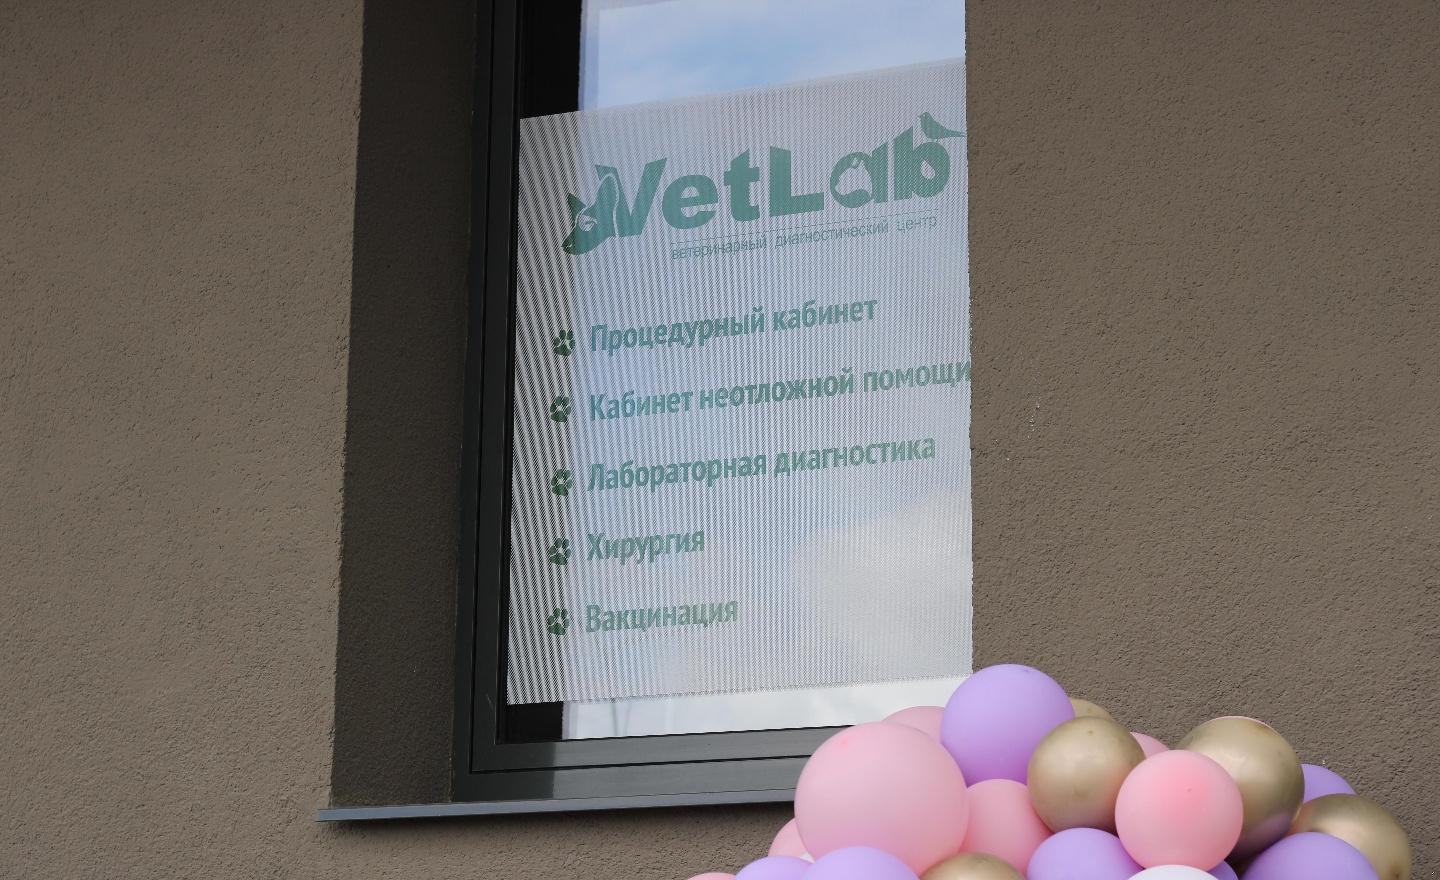 VetLab
ветеринарный диагностический центр
Процедурный кабинет
Кабинет неотложной помощи
Лабораторная диагностика
Хирургия
Вакцинация